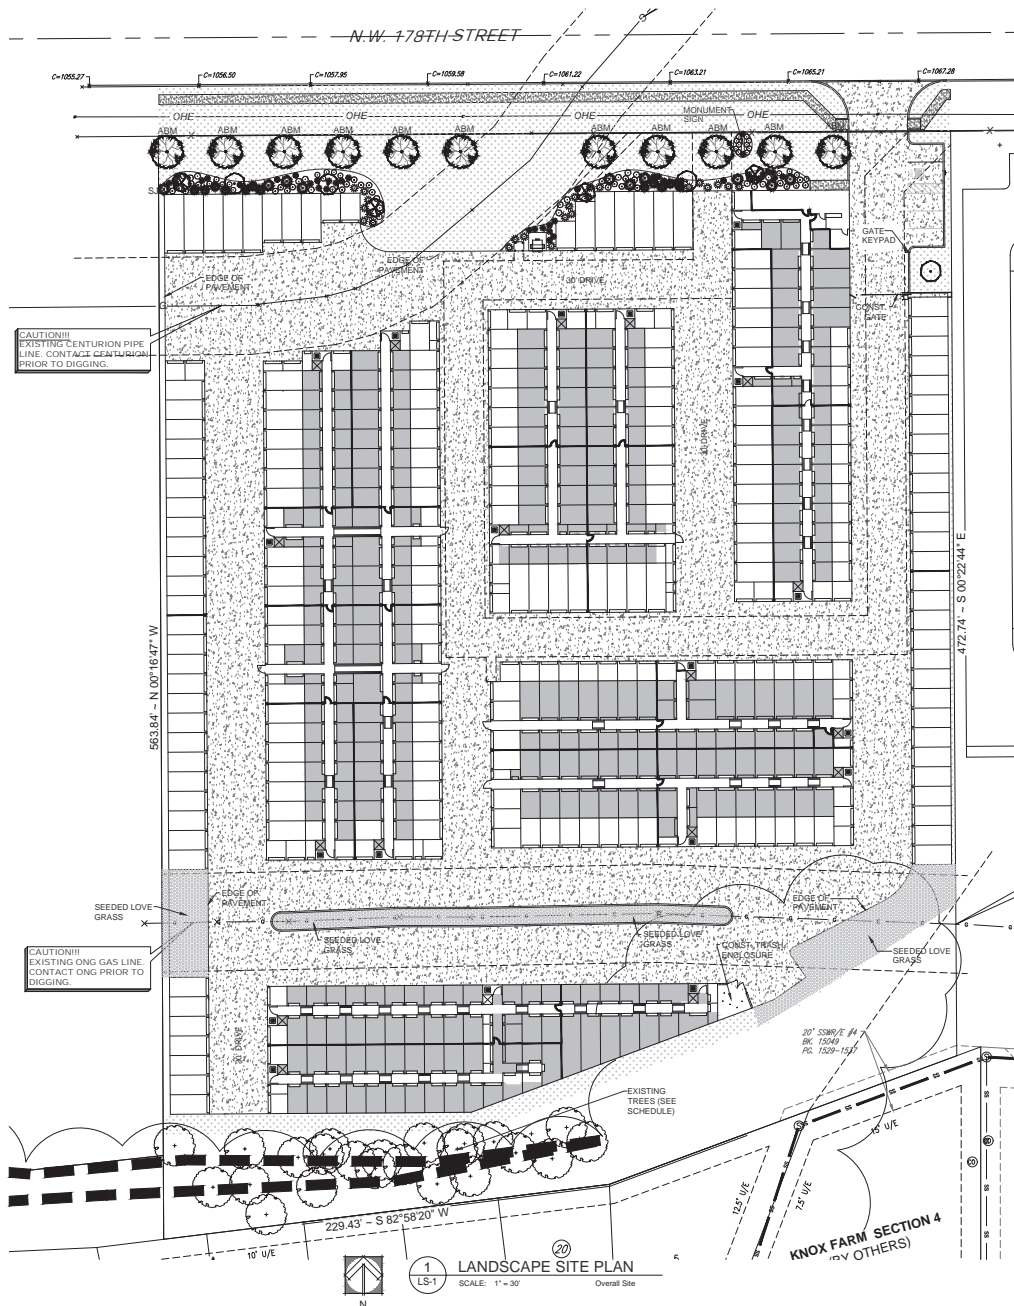 N.W. 178TH STREET
C=1055.27
C=1056.50
C=1057.95
C=1059.58
C=1061.22
C=1063.21
C=1065.21
C=1067.28
OHE
OHE
OHE
OHE
MONUMENT
SIGN
ABM
ABM
ABM
ABM
ABM
ABM
ABM
ABM
ABM
ABM
ABM
GATE
KEYPAD
EDGE OF
PAVEMENT
EDGE OF
PAVEMENT
30' DRIVE
CONST.
GATE
CAUTION!!!
EXISTING CENTURION PIPE
LINE. CONTACT CENTURION
PRIOR TO DIGGING.
30' DRIVE
563.84' ~ N 00°16'47" W
472.74' ~ S 00°22'44" E
SEEDED LOVE
GRASS
EDGE OF
PAVEMENT
EDGE OF
PAVEMENT
SEEDED LOVE
GRASS
SEEDED LOVE
GRASS
CONST. TRASH
ENCLOSURE
SEEDED LOVE
GRASS
CAUTION!!!
EXISTING ONG GAS LINE.
CONTACT ONG PRIOR TO
DIGGING.
DRIVE
20' SSWR/E #4
BK. 15049
PG. 1529-1537
EXISTING
TREES (SEE
SCHEDULE)
15' U/E
12.5' U/E
7.5' U/E
229.43' ~ S 82°58'20" W
10' U/E
20
KNOX FARM SECTION 4
(BY OTHERS)
N
1
LS-1
LANDSCAPE SITE PLAN
SCALE: 1" = 30'
Overall Site